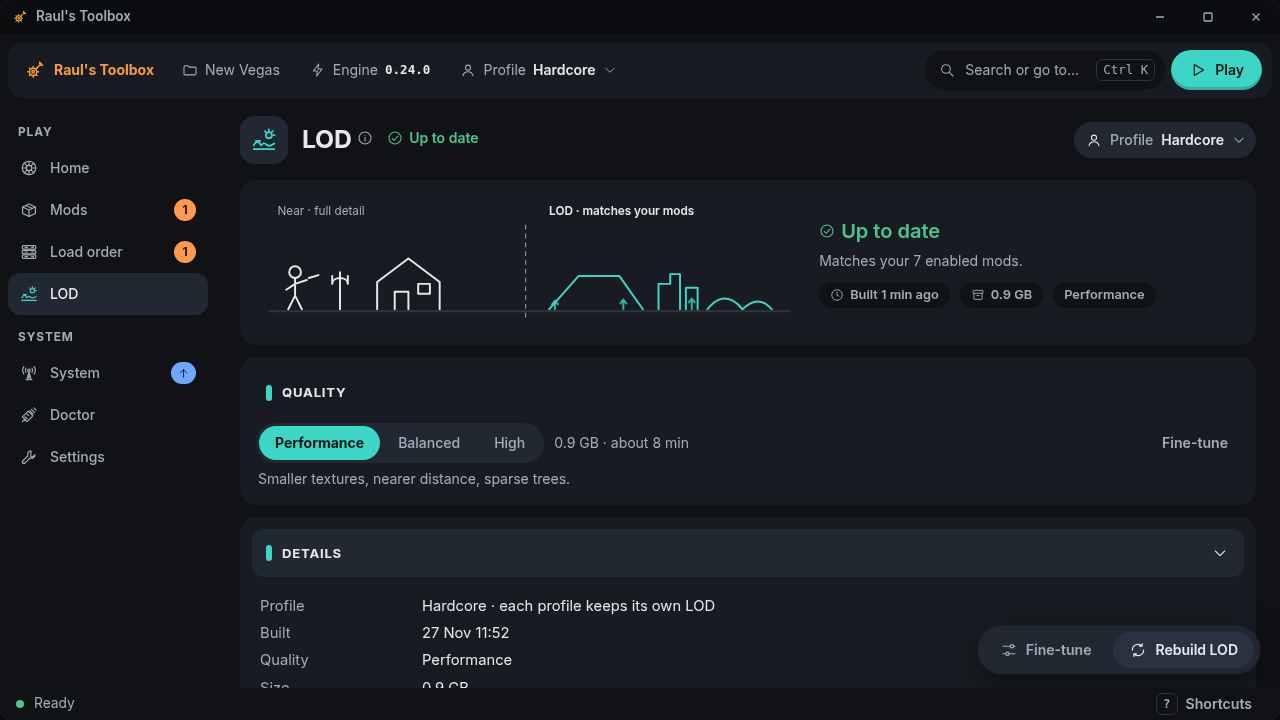 Raul's Toolbox
Raul's Toolbox
New Vegas
Engine 0.24.0
Profile Hardcore
Search or go to...
Ctrl K
Play
PLAY
Home
Mods 1
Load order 1
LOD
SYSTEM
System
Doctor
Settings
LOD
Up to date
Profile Hardcore
Near · full detail
LOD · matches your mods
Up to date
Matches your 7 enabled mods.
Built 1 min ago
0.9 GB
Performance
QUALITY
Performance
Balanced
High
0.9 GB · about 8 min
Fine-tune
Smaller textures, nearer distance, sparse trees.
DETAILS
Profile Hardcore · each profile keeps its own LOD
Built 27 Nov 11:52
Quality Performance
Size 0.9 GB
Fine-tune
Rebuild LOD
Ready
? Shortcuts